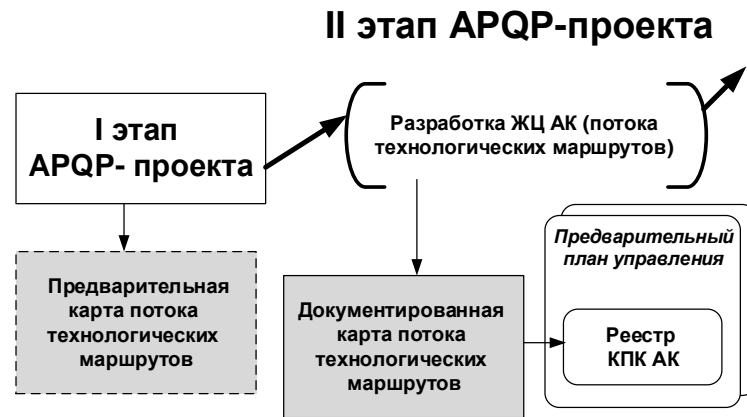 II этап APQP-проекта
I этап
APQP- проекта
Разработка ЖЦ АК (потока
технологических маршрутов)
Предварительная
карта потока
технологических
маршрутов
Документированная
карта потока
технологических
маршрутов
Предварительный
план управления
Реестр
КПК АК